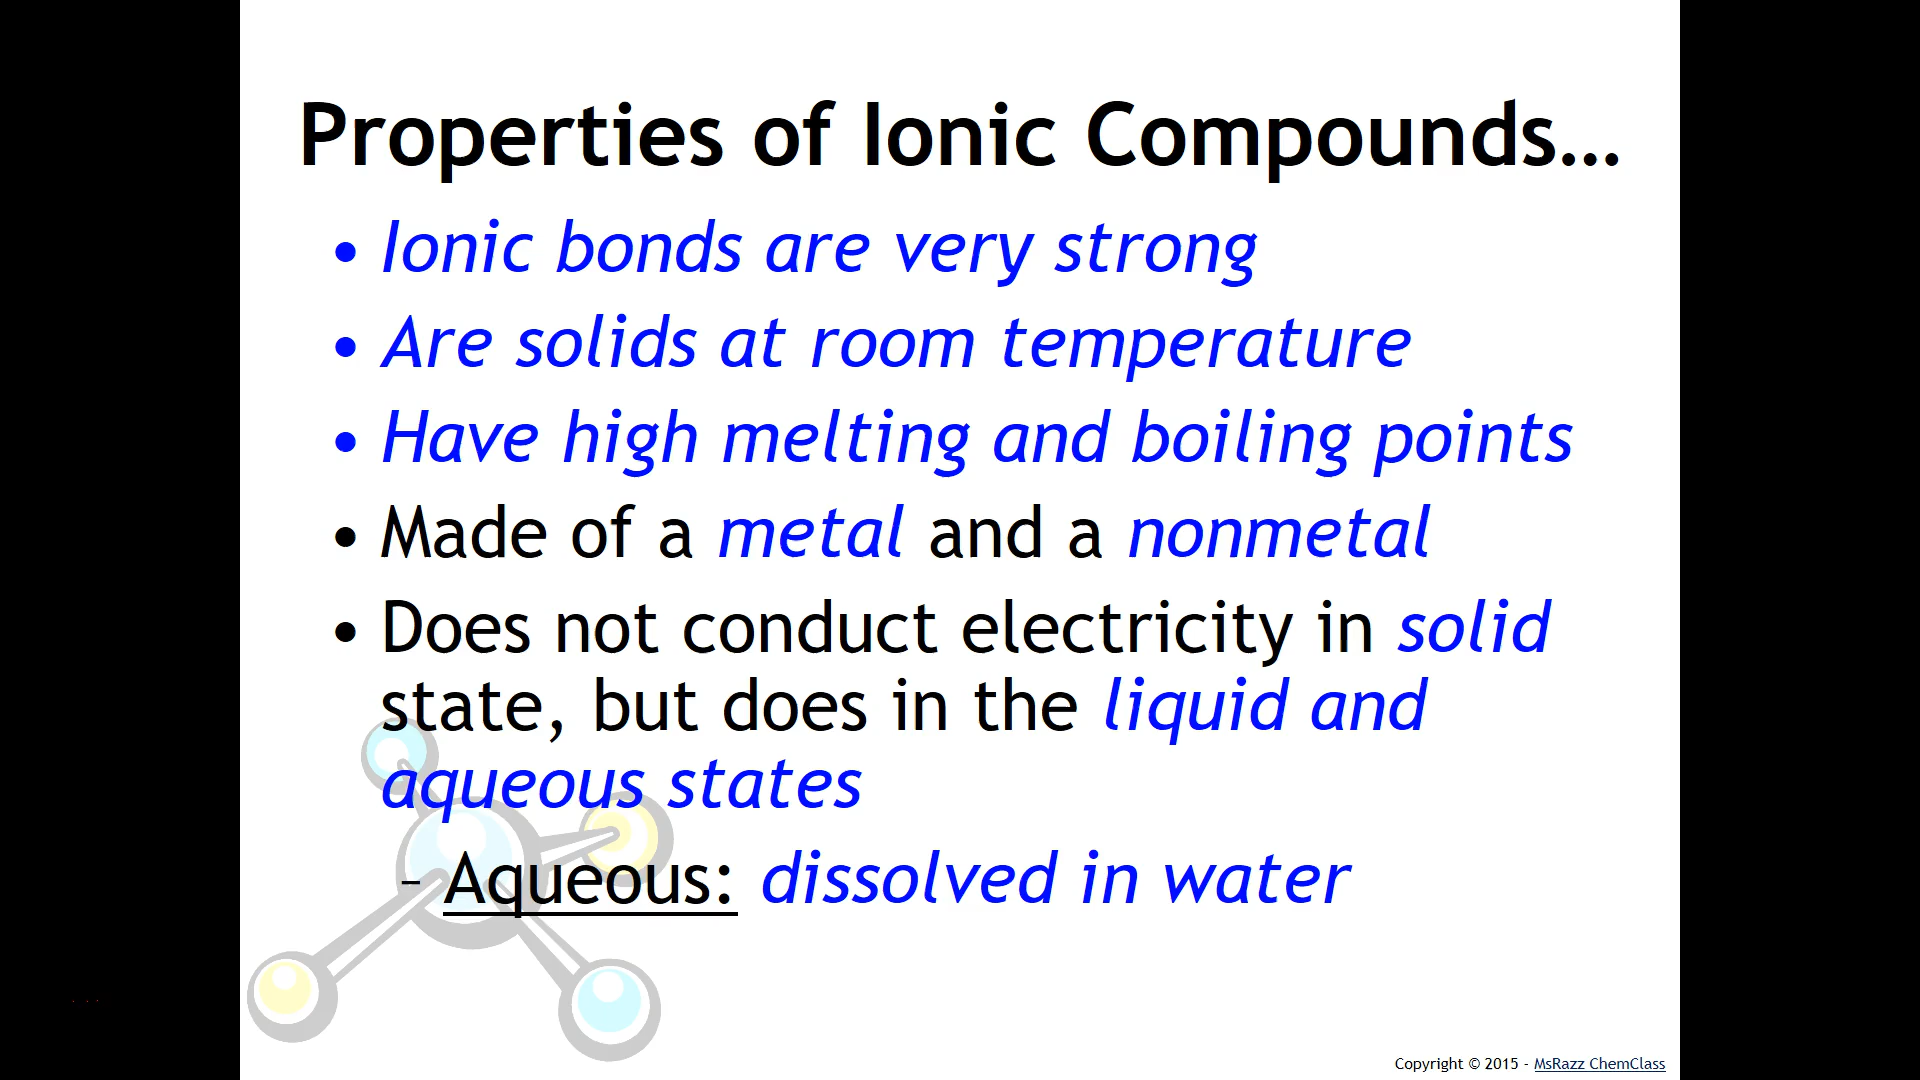 Properties of Ionic Compounds…
• Ionic bonds are very strong
• Are solids at room temperature
• Have high melting and boiling points
• Made of a metal and a nonmetal
• Does not conduct electricity in solid
state, but does in the liquid and
aqueous states
– Aqueous: dissolved in water
Copyright © 2015 - MsRazz ChemClass